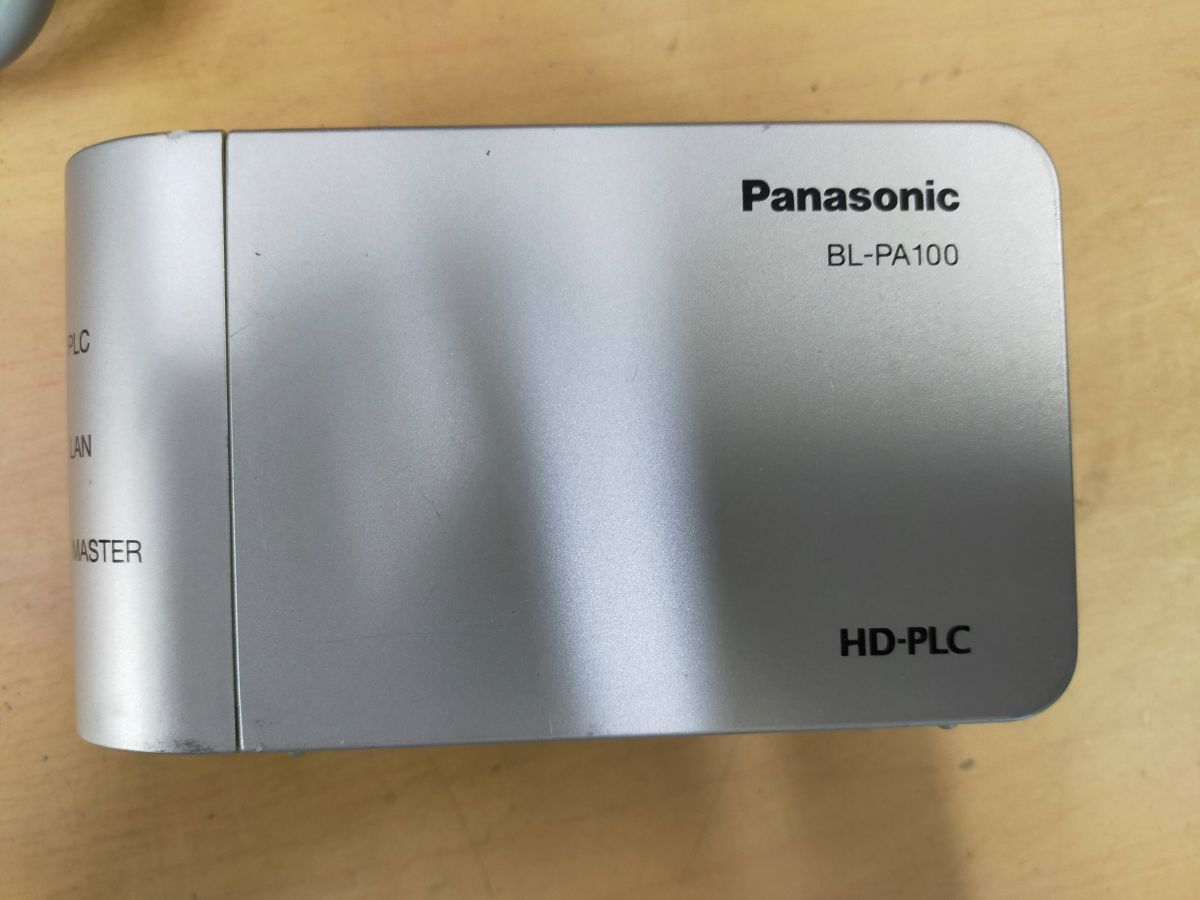 Panasonic
BL-PA100
PLC
LAN
MASTER
HD-PLC